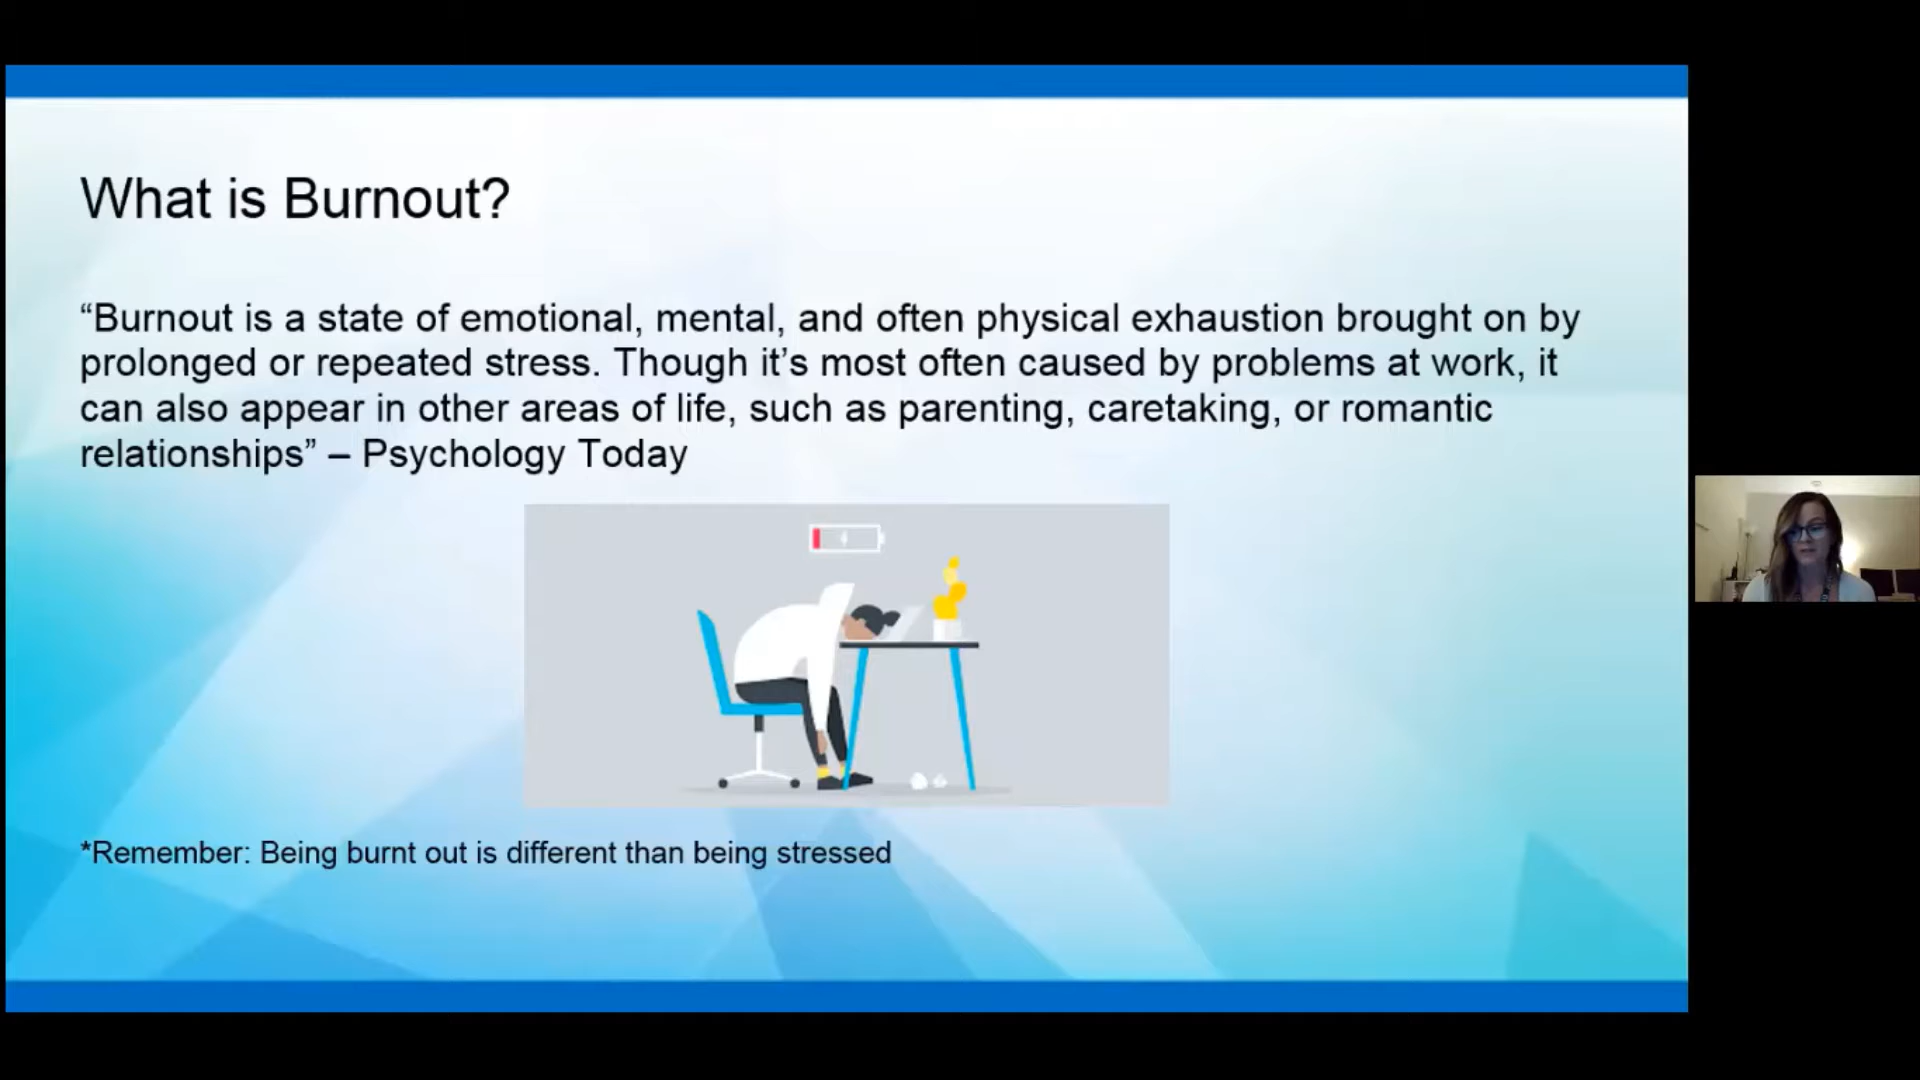 What is Burnout?
“Burnout is a state of emotional, mental, and often physical exhaustion brought on by
prolonged or repeated stress. Though it’s most often caused by problems at work, it
can also appear in other areas of life, such as parenting, caretaking, or romantic
relationships” – Psychology Today
*Remember: Being burnt out is different than being stressed